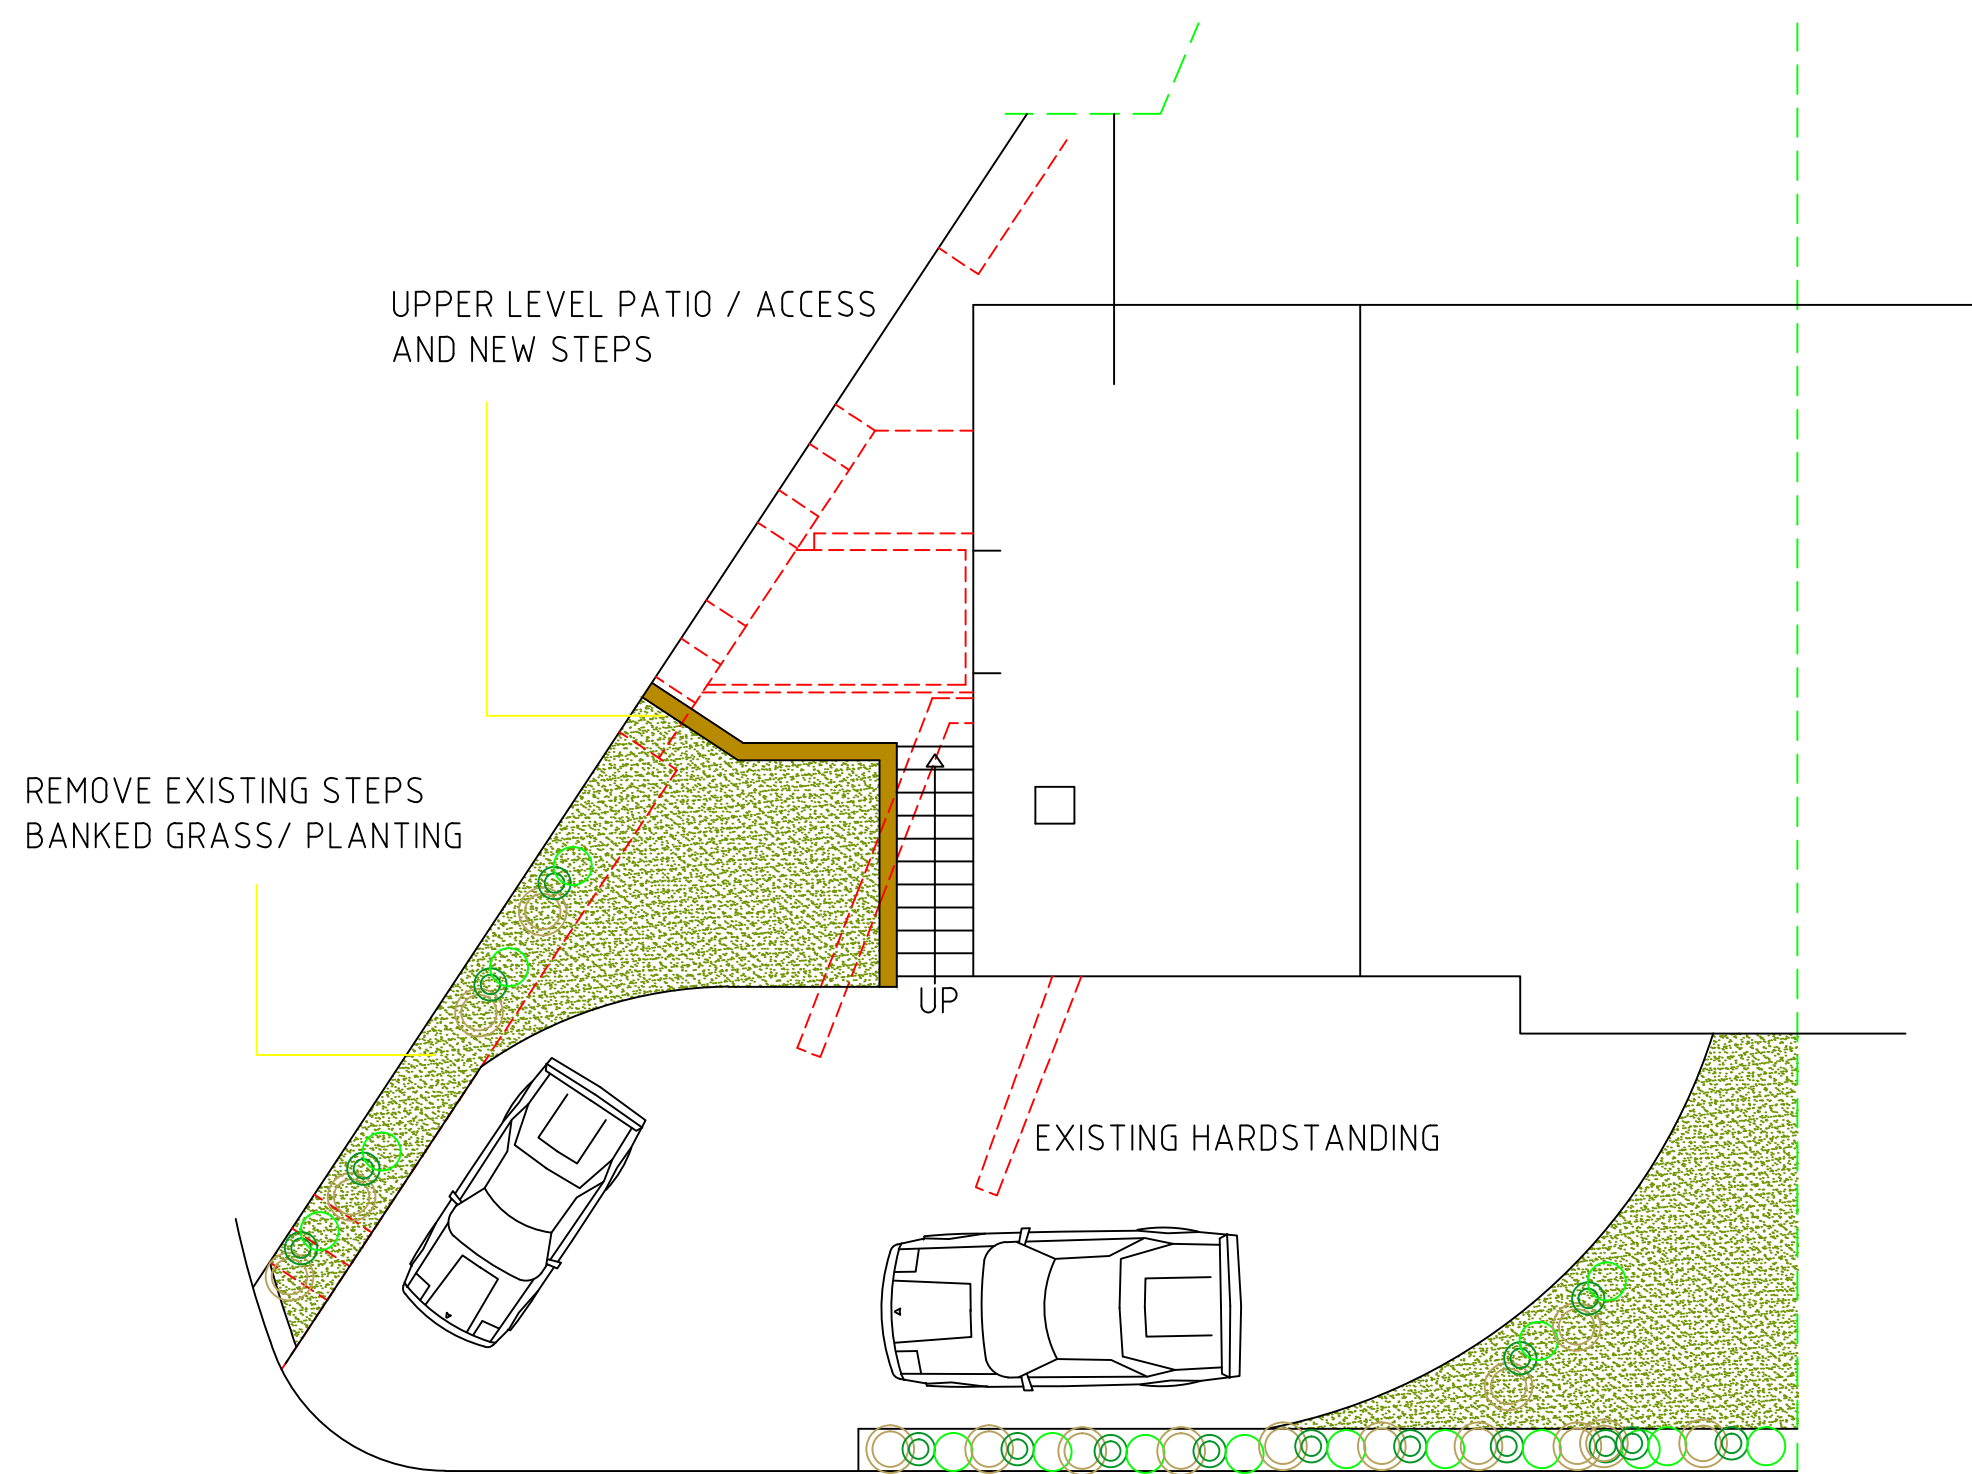 UPPER LEVEL PATIO / ACCESS
AND NEW STEPS
REMOVE EXISTING STEPS
BANKED GRASS/ PLANTING
UP
EXISTING HARDSTANDING